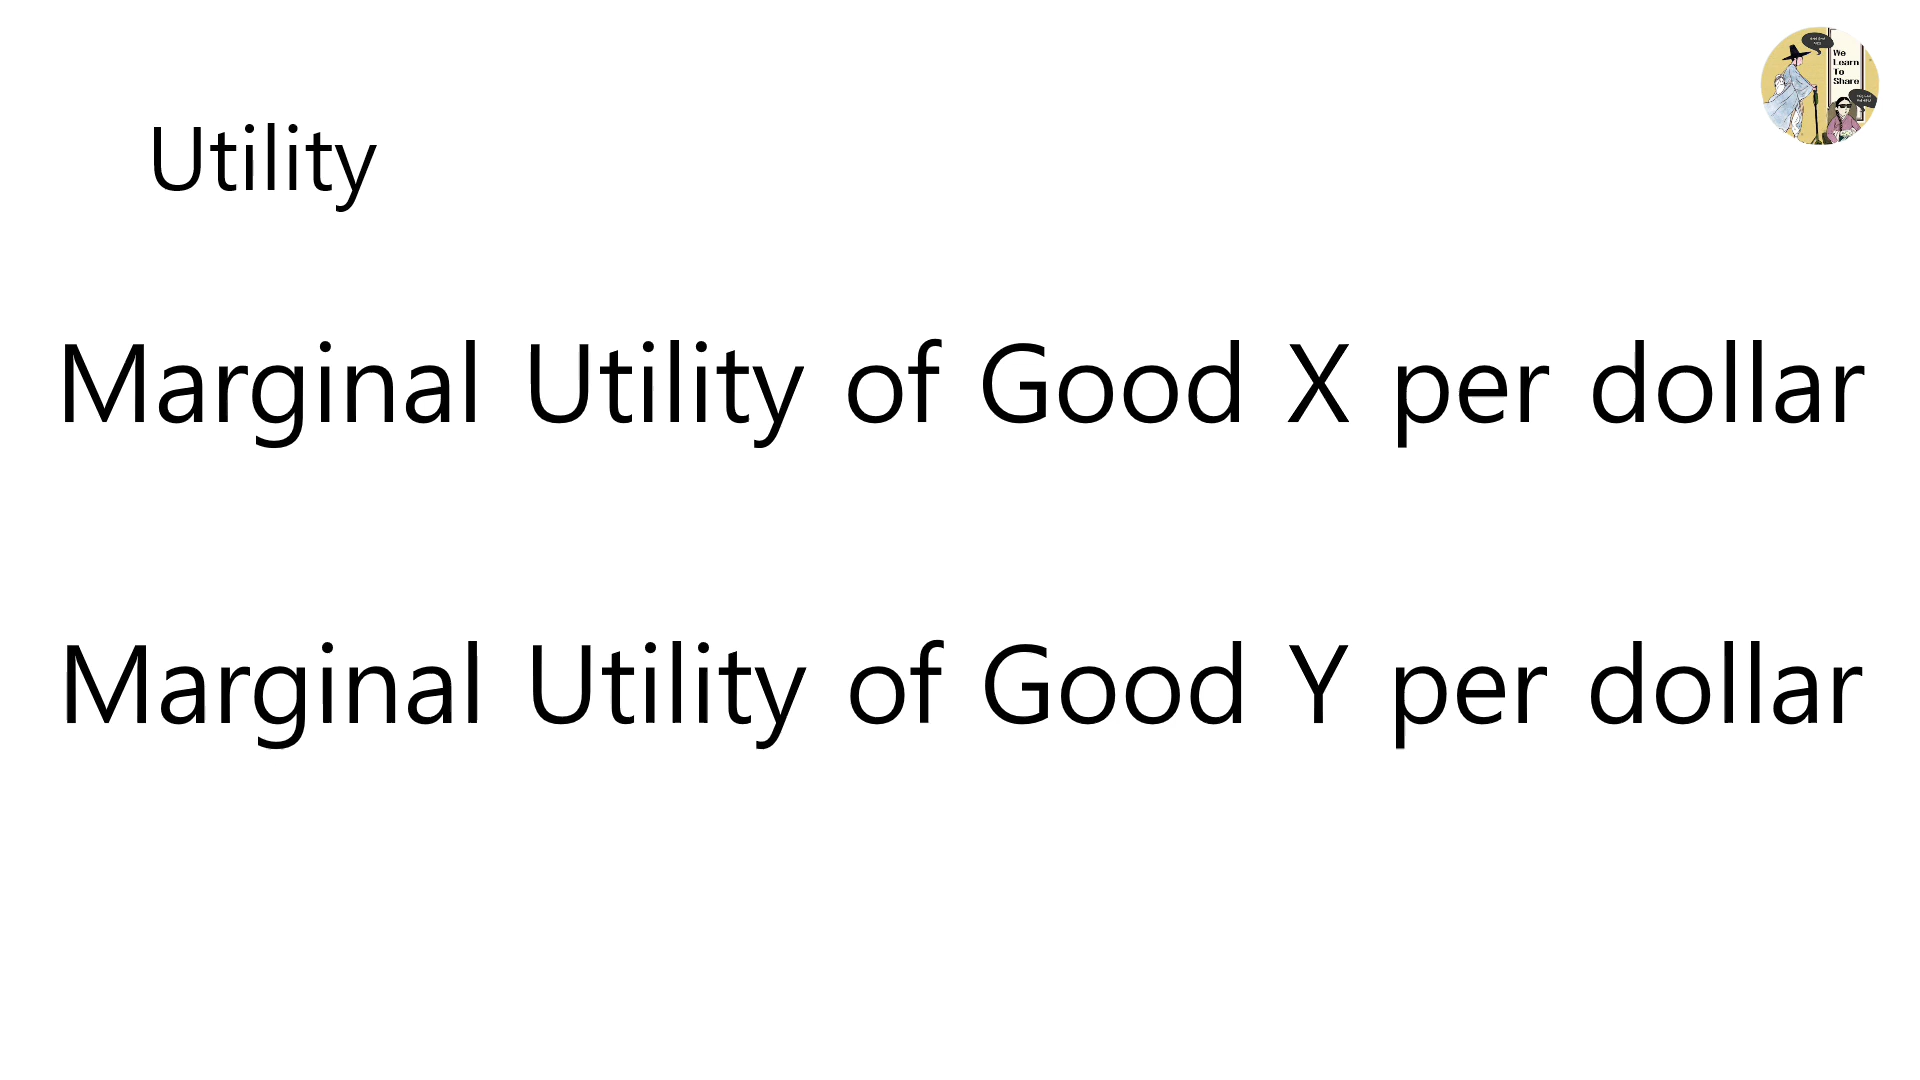 We
Learn
To
Share
Utility
Marginal Utility of Good X per dollar
Marginal Utility of Good Y per dollar